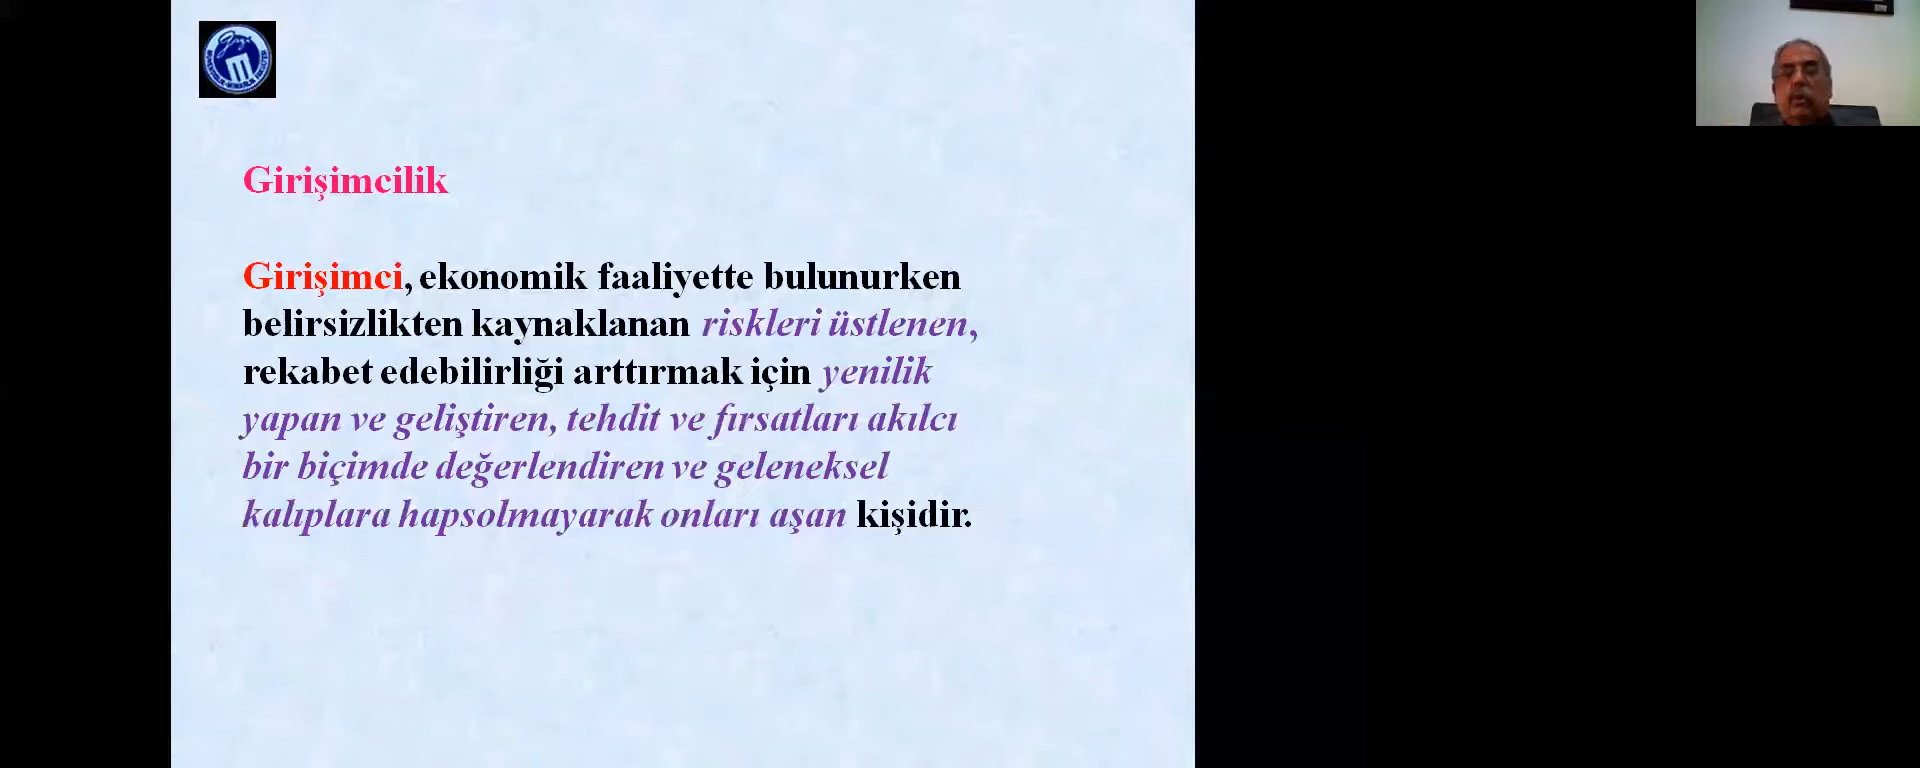 Gazi
Girişimcilik
Girişimci, ekonomik faaliyette bulunurken
belirsizlikten kaynaklanan riskleri üstlenen,
rekabet edebilirliği arttırmak için yenilik
yapan ve geliştiren, tehdit ve fırsatları akılcı
bir biçimde değerlendiren ve geleneksel
kalıplara hapsolmayarak onları aşan kişidir.